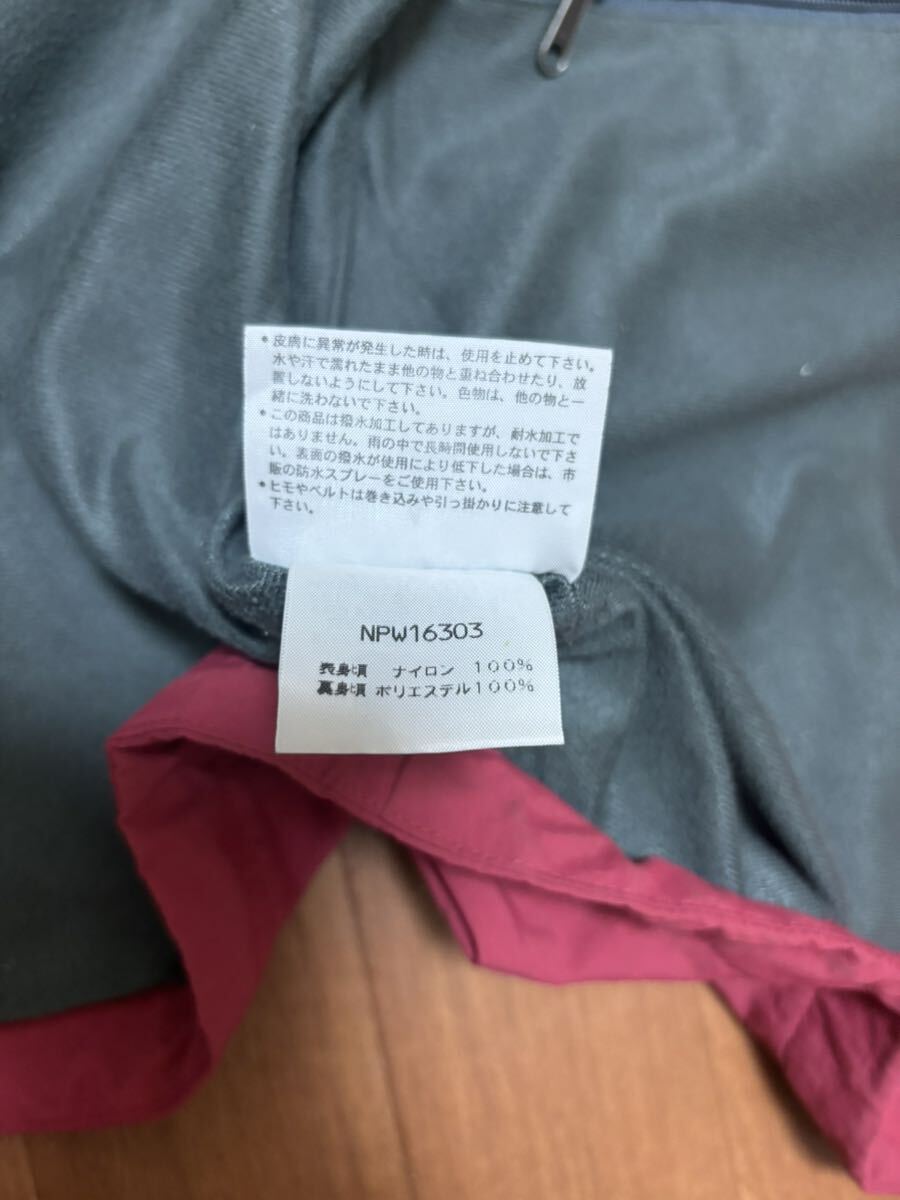 *皮膚に異常が発生した時は、使用を止めて下さい。
水や汗で濡れたまま他の物と重ね合わせたり、放
置しないようにして下さい。色物は、他の物と一
緒に洗わないで下さい。
*この商品は撥水加工してありますが、耐水加工で
はありません。雨の中で長時間使用しないで下さ
い。表面の撥水が使用により低下した場合は、市
販の防水スプレーをご使用下さい。
*ヒモやベルトは巻き込みや引っ掛かりに注意して
下さい。
NPW16303
表身頃 ナイロン 100%
裏身頃 ポリエステル100%